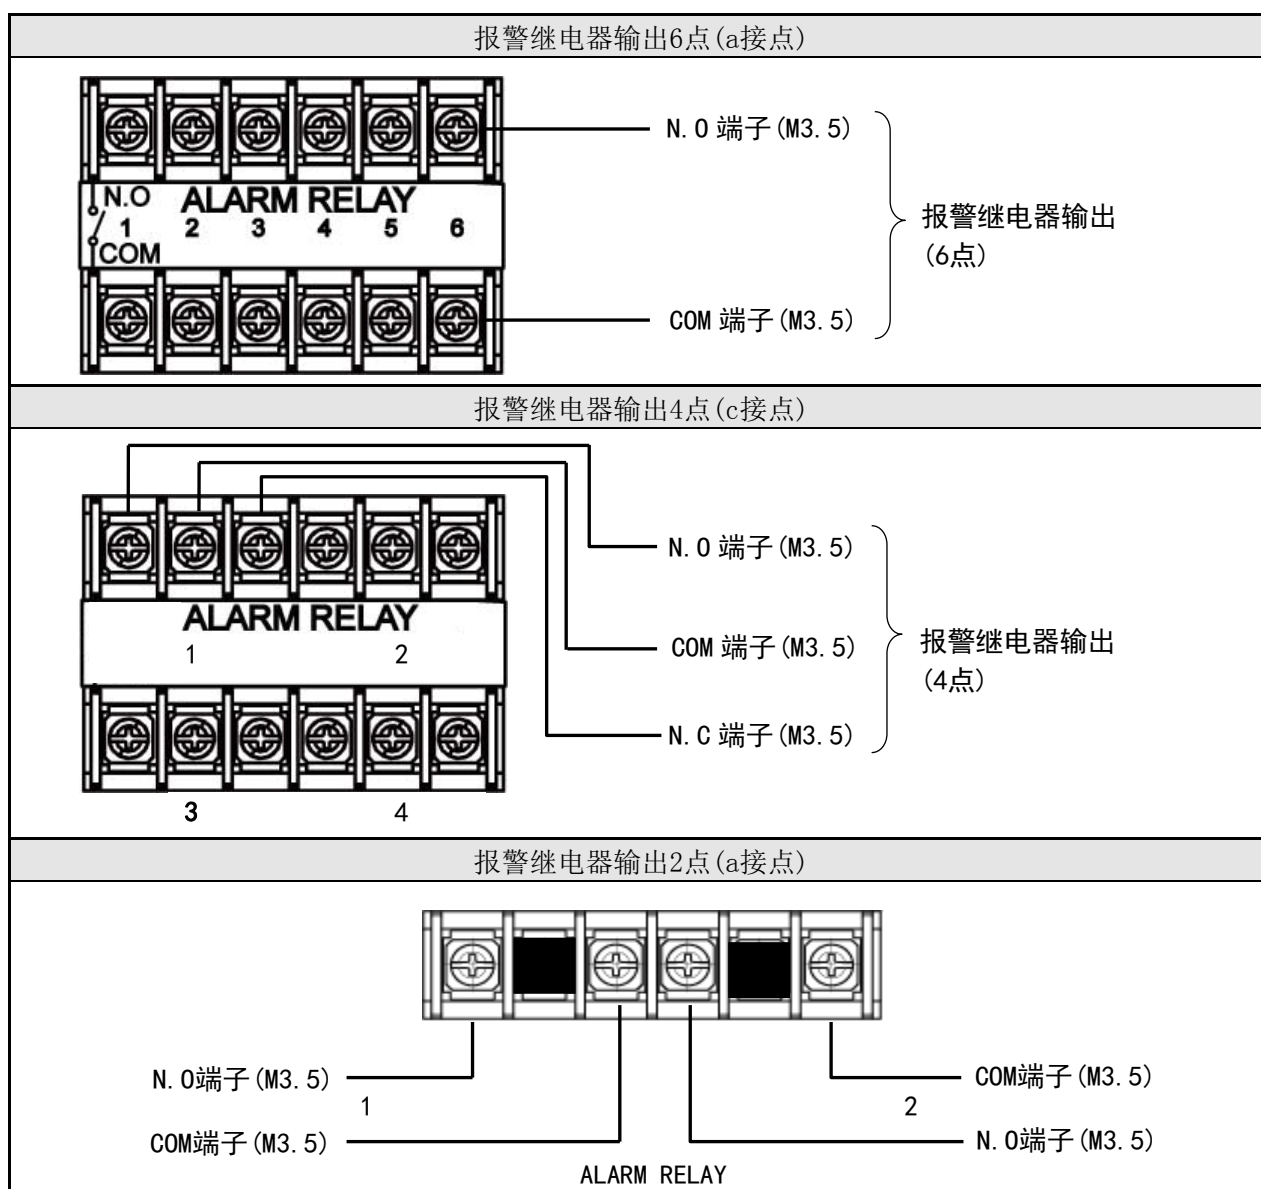 报警继电器输出6点(a接点)
N.O 端子(M3.5)
N.O ALARM RELAY
1 2 3 4 5 6
COM
报警继电器输出
(6点)
COM 端子(M3.5)
报警继电器输出4点(c接点)
N.O 端子(M3.5)
ALARM RELAY
1 2
COM 端子(M3.5)
报警继电器输出
(4点)
N.C 端子(M3.5)
3 4
报警继电器输出2点(a接点)
N.O端子(M3.5) COM端子(M3.5)
1 2
COM端子(M3.5) N.O端子(M3.5)
ALARM RELAY